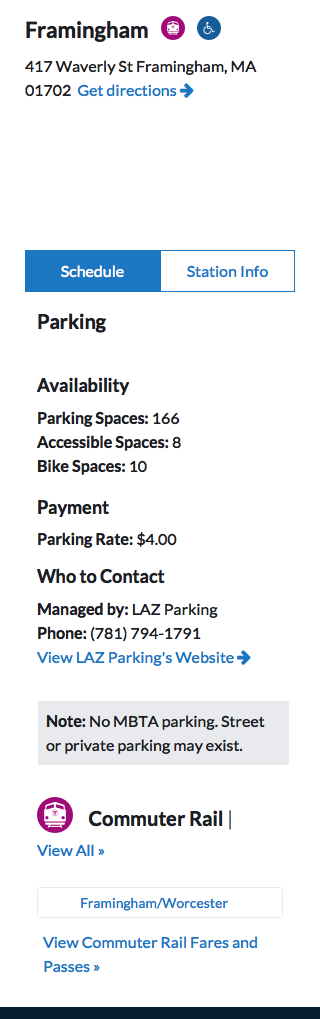 Framingham
417 Waverly St Framingham, MA
01702 Get directions
Schedule Station Info
Parking
Availability
Parking Spaces: 166
Accessible Spaces: 8
Bike Spaces: 10
Payment
Parking Rate: $4.00
Who to Contact
Managed by: LAZ Parking
Phone: (781) 794-1791
View LAZ Parking's Website
Note: No MBTA parking. Street
or private parking may exist.
Commuter Rail |
View All »
Framingham/Worcester
View Commuter Rail Fares and
Passes »